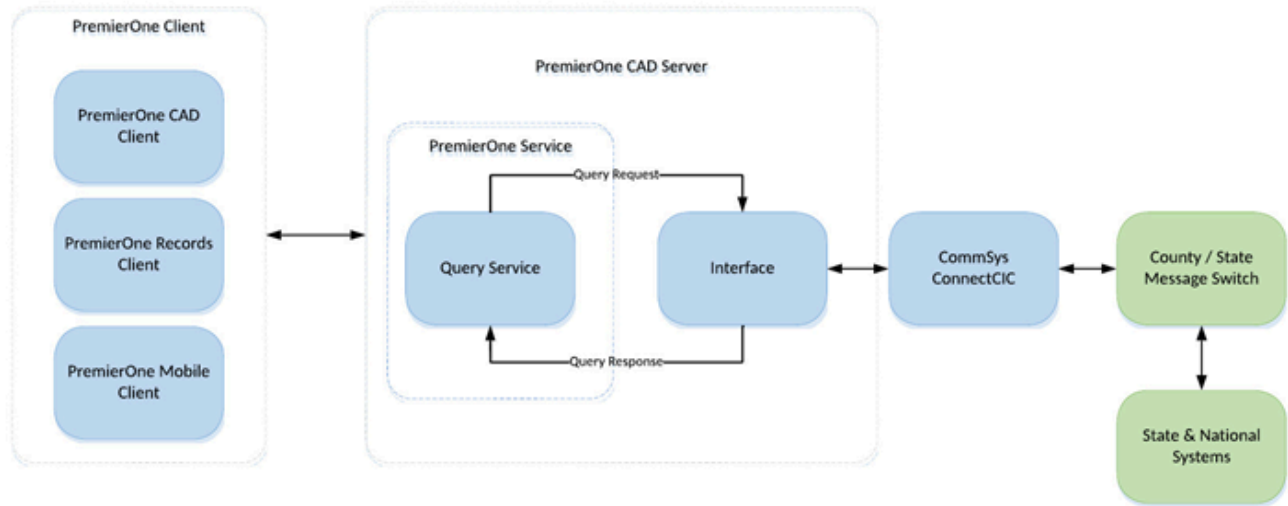 PremierOne Client
PremierOne CAD
Client
PremierOne Records
Client
PremierOne Mobile
Client
PremierOne CAD Server
PremierOne Service
Query Request
Query Service
Interface
Query Response
CommSys
ConnectCIC
County / State
Message Switch
State & National
Systems